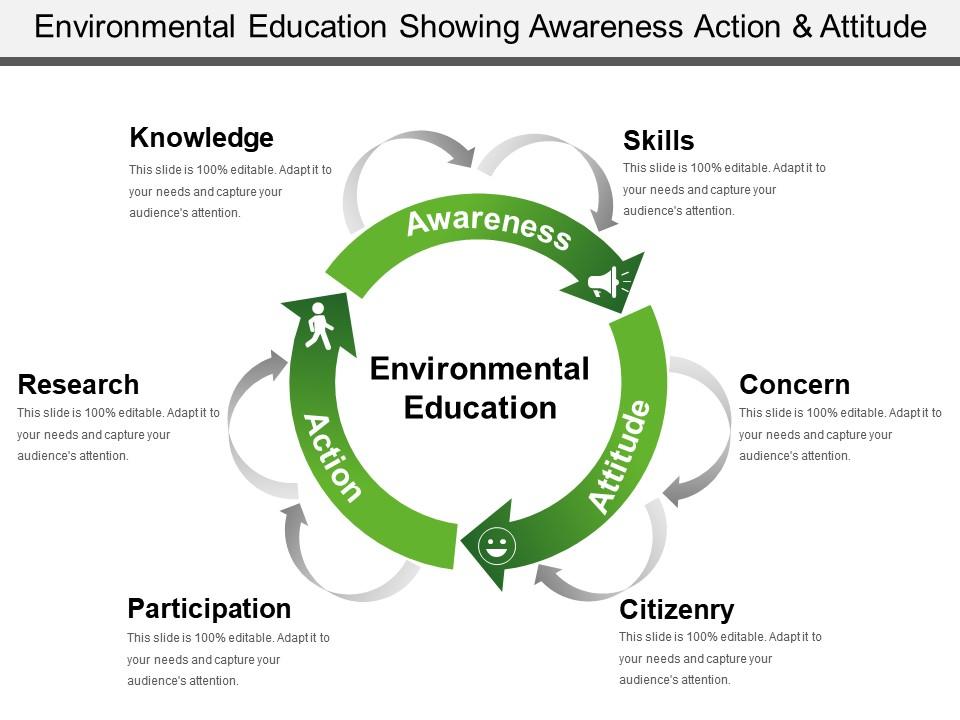 Environmental Education Showing Awareness Action & Attitude
Knowledge
This slide is 100% editable. Adapt it to
your needs and capture your
audience's attention.
Skills
This slide is 100% editable. Adapt it to
your needs and capture your
audience's attention.
Awareness
Environmental
Education
Research
This slide is 100% editable. Adapt it to
your needs and capture your
audience's attention.
Concern
This slide is 100% editable. Adapt it to
your needs and capture your
audience's attention.
Action
Attitude
Participation
This slide is 100% editable. Adapt it to
your needs and capture your
audience's attention.
Citizenry
This slide is 100% editable. Adapt it to
your needs and capture your
audience's attention.